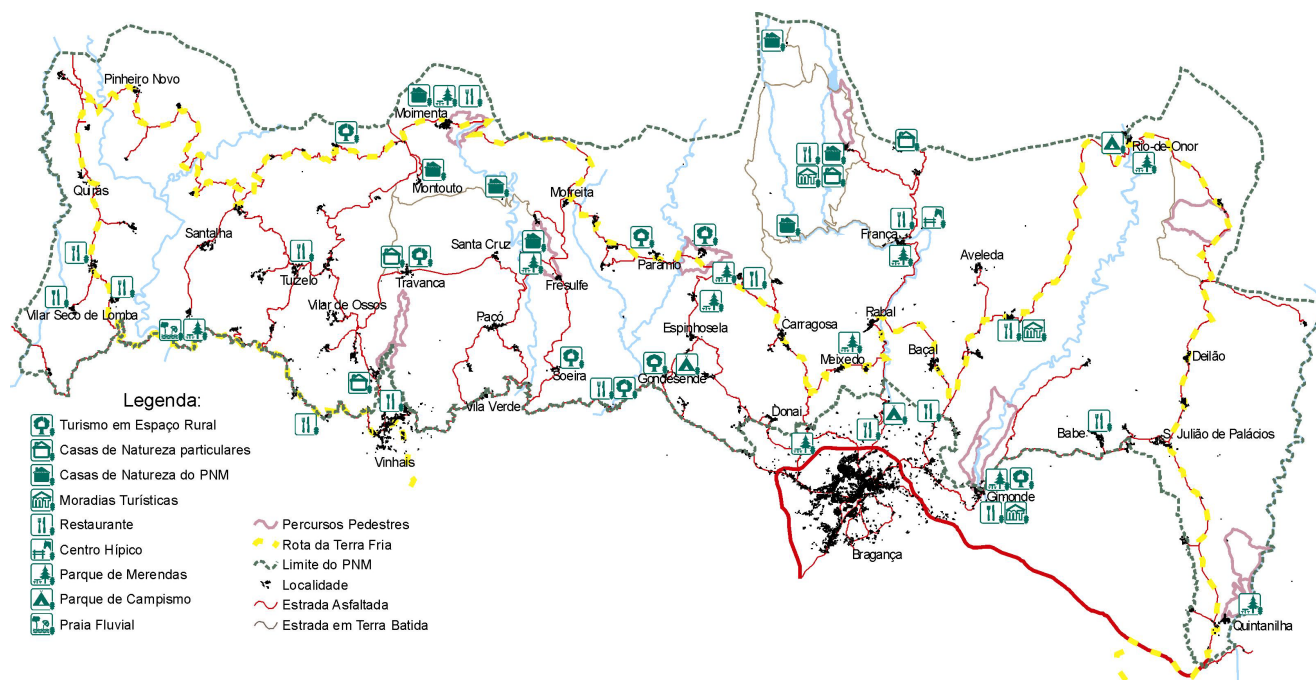 Pinheiro Novo
Moimenta
Rio-de-Onor
Quirás
Montouto
Mofreita
Santalha
Santa Cruz
França
Aveleda
Tuizelo
Travanca
Fresulfe
Paramio
Vilar Seco de Lomba
Vilar de Ossos
Paçó
Espinhosela
Carragosa
Rabal
Meixedo
Baçal
Deilão
Soeira
Gondesende
Vila Verde
Donai
Babe
S. Julião de Palácios
Vinhais
Gimonde
Bragança
Quintanilha
Legenda:
Turismo em Espaço Rural
Casas de Natureza particulares
Casas de Natureza do PNM
Moradias Turísticas
Restaurante
Centro Hípico
Parque de Merendas
Parque de Campismo
Praia Fluvial
Percursos Pedestres
Rota da Terra Fria
Limite do PNM
Localidade
Estrada Asfaltada
Estrada em Terra Batida